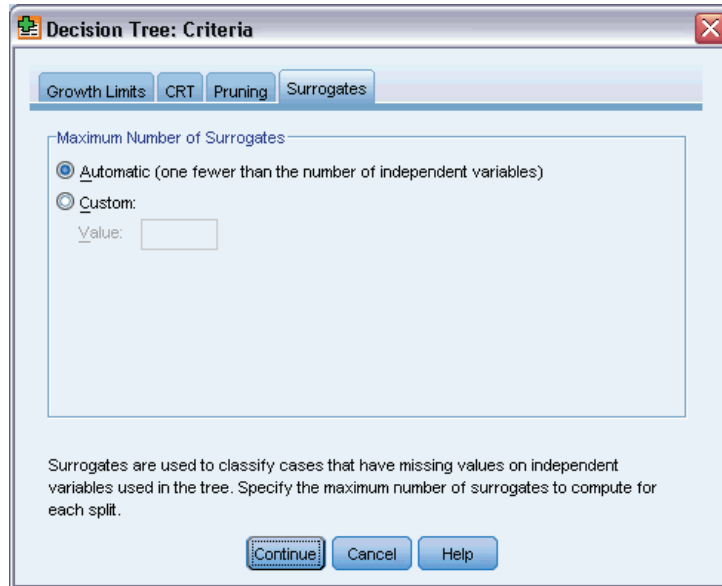 Decision Tree: Criteria
Growth Limits CRT Pruning Surrogates
Maximum Number of Surrogates
Automatic (one fewer than the number of independent variables)
Custom:
Value:
Surrogates are used to classify cases that have missing values on independent
variables used in the tree. Specify the maximum number of surrogates to compute for
each split.
Continue Cancel Help